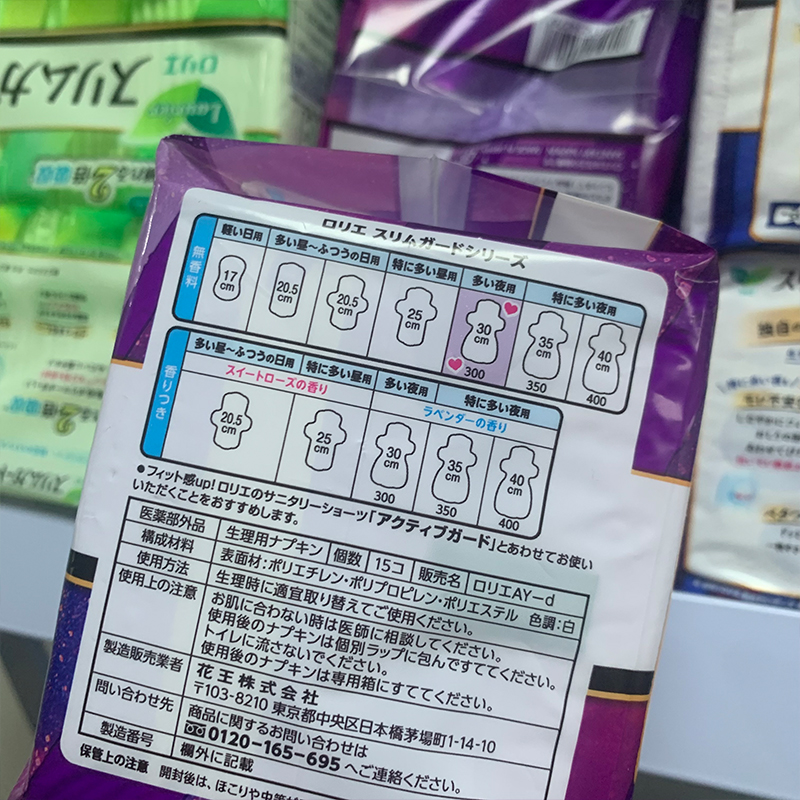 ロリエ
スリムガ
Laurier
2倍
ロリエ スリムガードシリーズ
無香料
軽い日用
多い昼〜ふつうの日用
特に多い昼用
多い夜用
特に多い夜用
17cm
20.5cm
20.5cm
25cm
30cm
35cm
40cm
300
350
400
香りつき
多い昼〜ふつうの日用
特に多い昼用
多い夜用
特に多い夜用
スイートローズの香り
ラベンダーの香り
20.5cm
25cm
30cm
35cm
40cm
300
350
400
●フィット感up! ロリエのサニタリーショーツ「アクティブガード」とあわせてお使い
いただくことをおすすめします。
医薬部外品 生理用ナプキン 個数 15コ 販売名 ロリエAY-d
構成材料 表面材:ポリエチレン・ポリプロピレン・ポリエステル 色調:白
使用方法 生理時に適宜取り替えてご使用ください。
使用上の注意 お肌に合わない時は医師に相談してください。
使用後のナプキンは個別ラップに包んですててください。
トイレに流さないでください。
使用後のナプキンは専用箱にすててください。
製造販売業者 花王株式会社
〒103-8210 東京都中央区日本橋茅場町1-14-10
問い合わせ先 商品に関するお問い合わせは
0120-165-695 へご連絡ください。
製造番号 欄外に記載
保管上の注意 開封後は、ほこりや虫等が